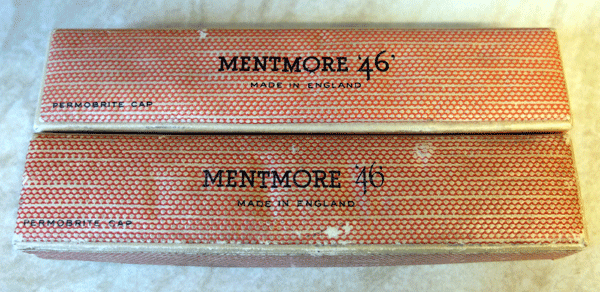 MENTMORE '46'
MADE IN ENGLAND
PERMOBRITE CAP
MENTMORE '46'
MADE IN ENGLAND
PERMOBRITE CAP